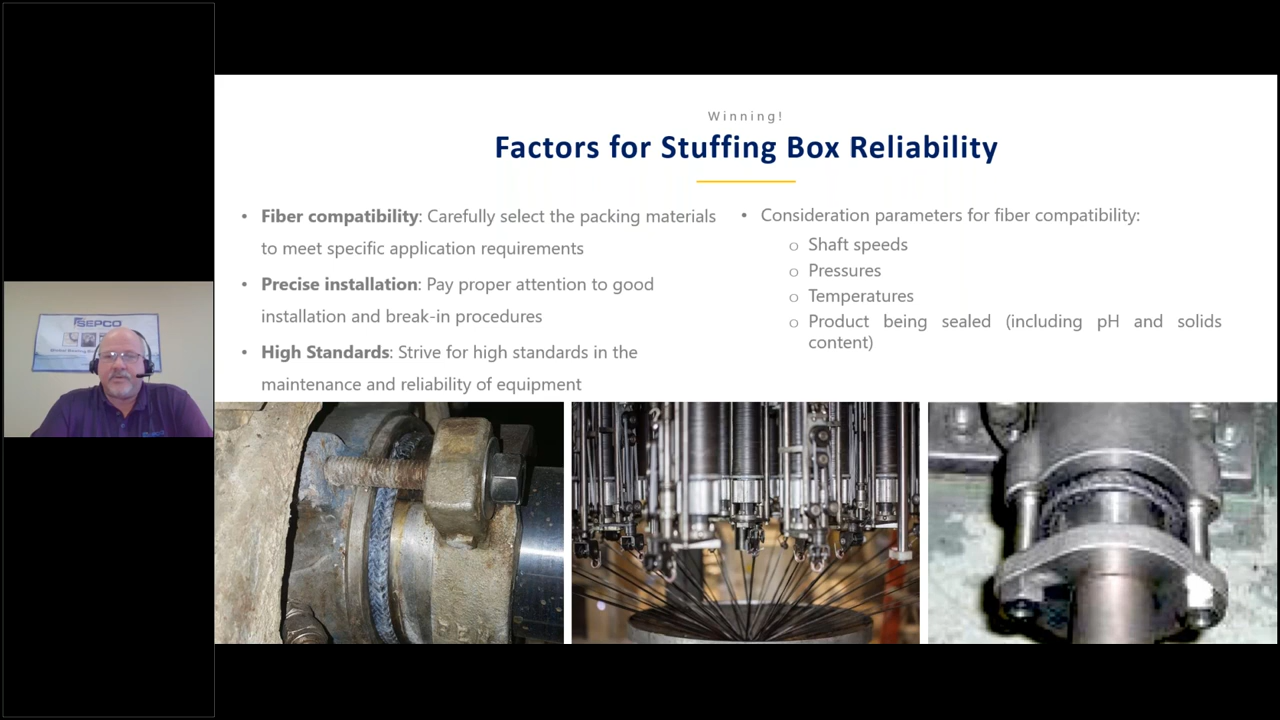 SEPCO
Winning!
Factors for Stuffing Box Reliability
• Fiber compatibility: Carefully select the packing materials
to meet specific application requirements
• Precise installation: Pay proper attention to good
installation and break-in procedures
• High Standards: Strive for high standards in the
maintenance and reliability of equipment
• Consideration parameters for fiber compatibility:
o Shaft speeds
o Pressures
o Temperatures
o Product being sealed (including pH and solids
content)